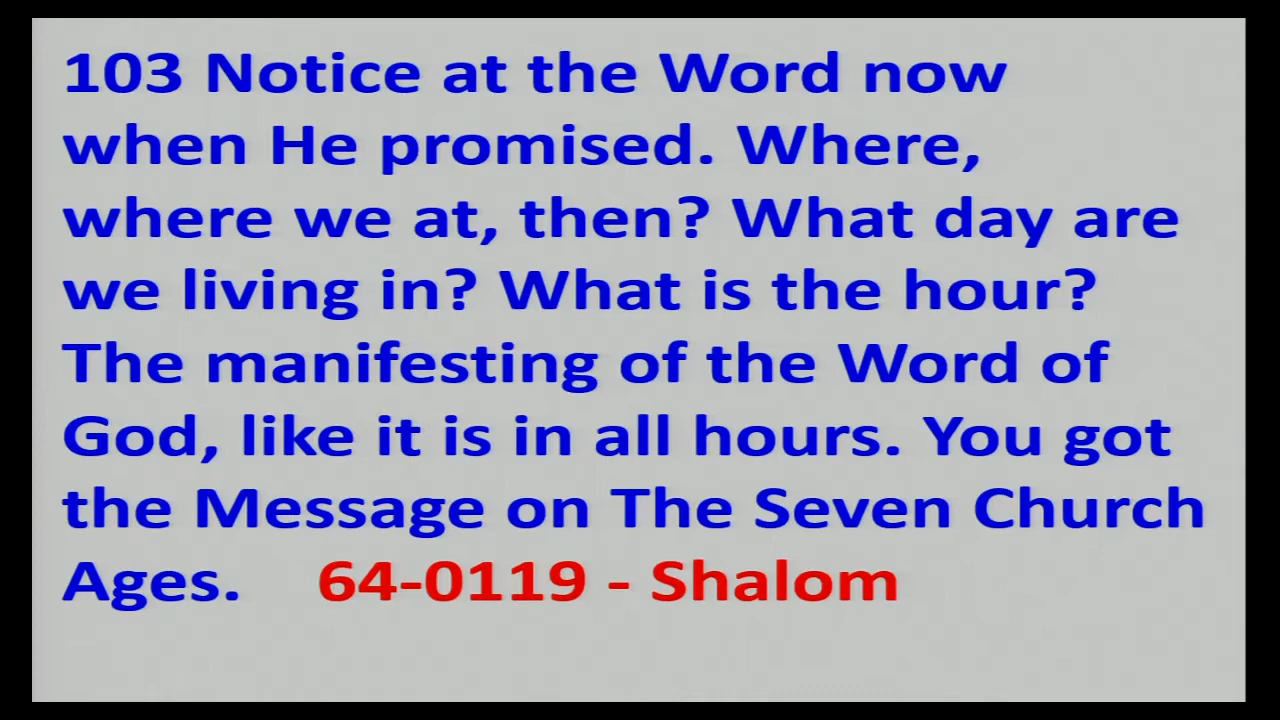 103 Notice at the Word now
when He promised. Where,
where we at, then? What day are
we living in? What is the hour?
The manifesting of the Word of
God, like it is in all hours. You got
the Message on The Seven Church
Ages. 64-0119 - Shalom